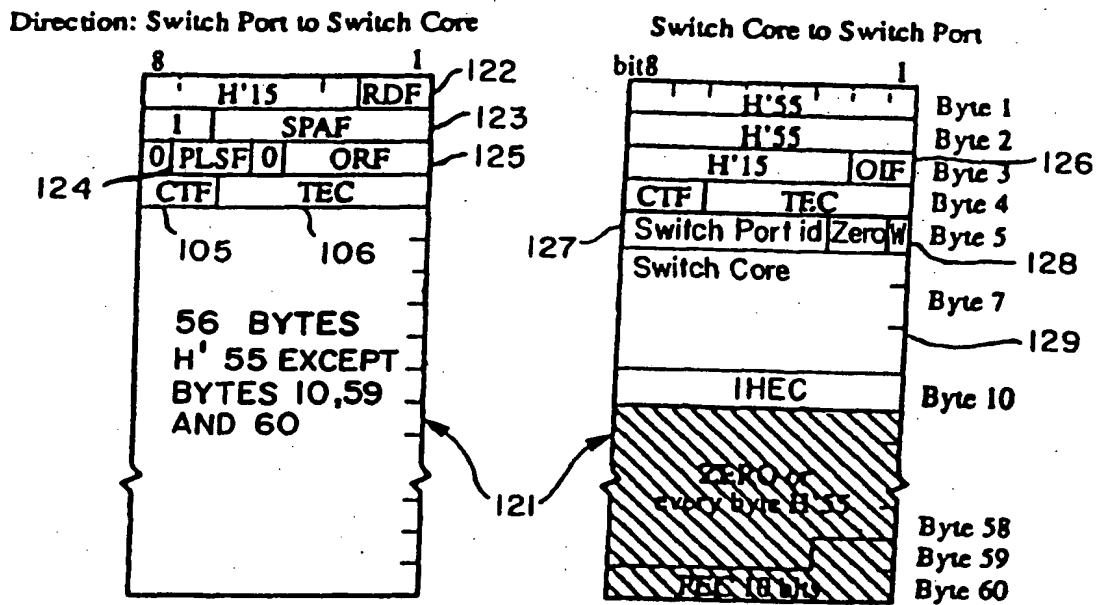 Direction: Switch Port to Switch Core
8 1
H'15 RDF 122
1 SPAF 123
0 PLSF 0 ORF 125
124
CTF TEC
105 106
56 BYTES
H' 55 EXCEPT
BYTES 10,59
AND 60
121
Switch Core to Switch Port
bit8 1
H'55 Byte 1
H'55 Byte 2
H'15 OIF Byte 3 126
CTF TEC Byte 4
127 Switch Port id Zero W Byte 5
128
Switch Core
Byte 7
129
IHEC Byte 10
ZERO or
every byte H'55
Byte 58
Byte 59
Byte 60